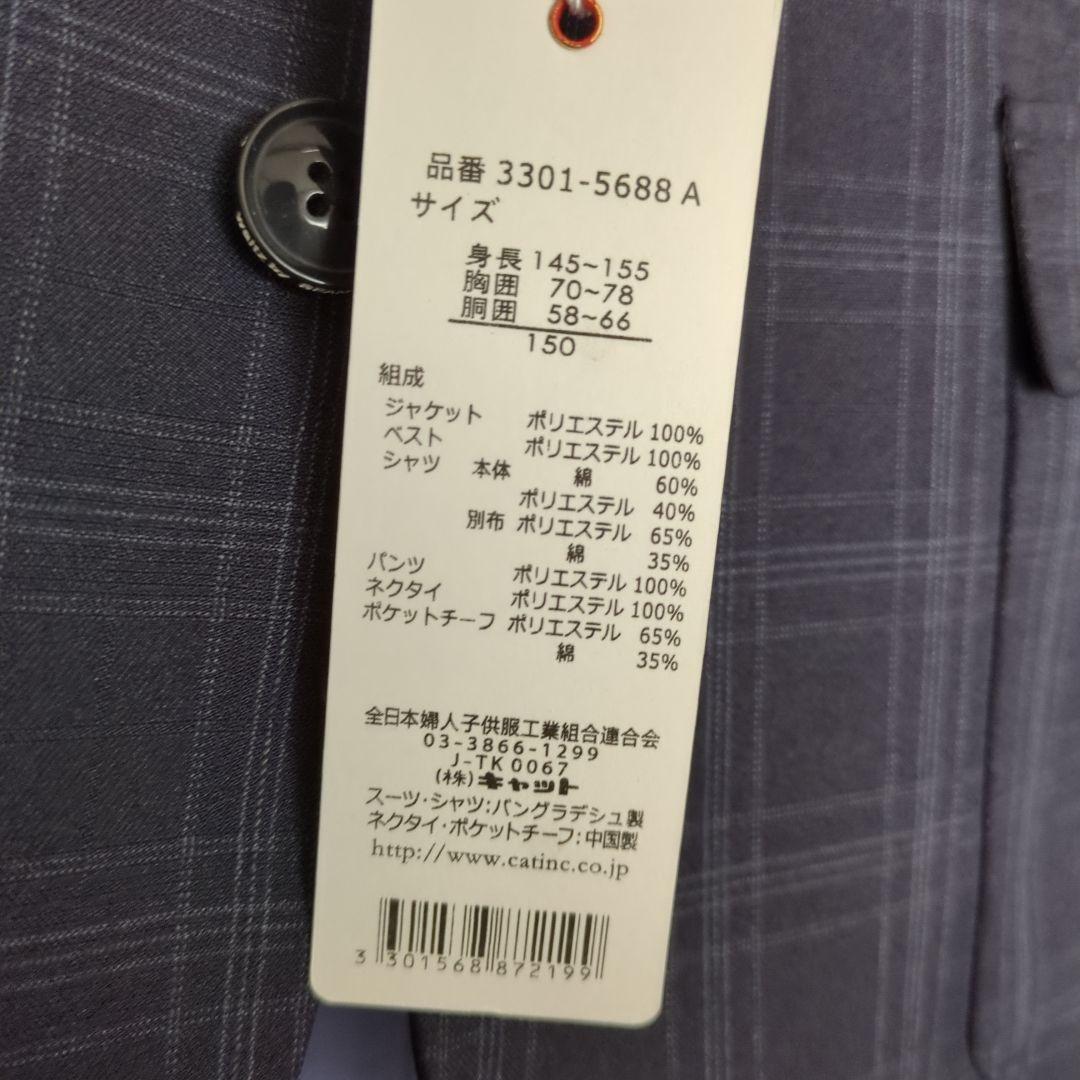 品番 3301-5688 A
サイズ
身長 145~155
胸囲 70~78
胴囲 58~66
150
組成
ジャケット ポリエステル 100%
ベスト ポリエステル 100%
シャツ 本体 綿 60%
ポリエステル 40%
別布 ポリエステル 65%
綿 35%
パンツ ポリエステル 100%
ネクタイ ポリエステル 100%
ポケットチーフ ポリエステル 65%
綿 35%
全日本婦人子供服工業組合連合会
03-3866-1299
J-TK0067
(株)キャット
スーツ・シャツ:バングラデシュ製
ネクタイ・ポケットチーフ:中国製
http://www.catinc.co.jp
3 301568 872199